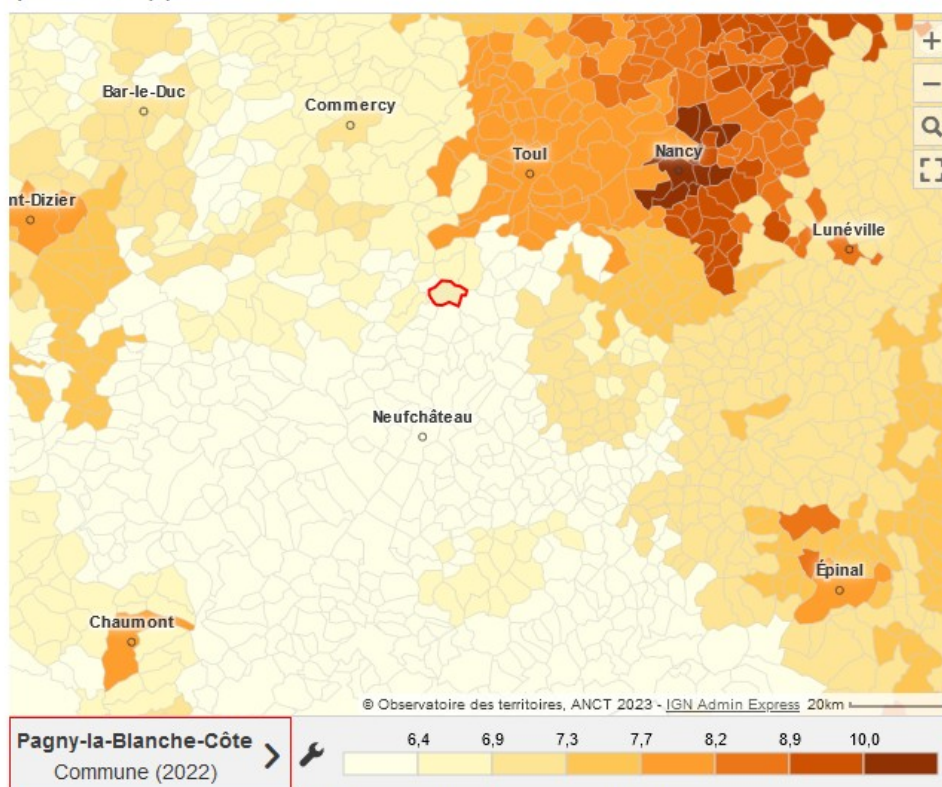 Bar-le-Duc
Commercy
Toul
Nancy
nt-Dizier
Lunéville
Neufchâteau
Épinal
Chaumont
© Observatoire des territoires, ANCT 2023 - IGN Admin Express 20km
Pagny-la-Blanche-Côte
Commune (2022)
6,4 6,9 7,3 7,7 8,2 8,9 10,0